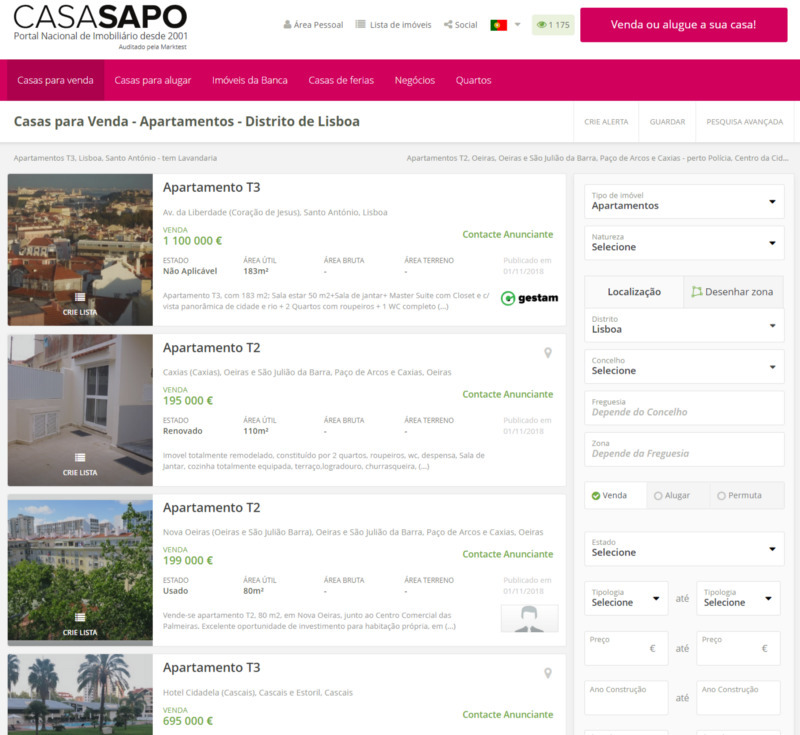 CASASAPO
Portal Nacional de Imobiliário desde 2001
Auditado pela Marktest
Área Pessoal
Lista de imóveis
Social
1 175
Venda ou alugue a sua casa!
Casas para venda
Casas para alugar
Imóveis da Banca
Casas de ferias
Negócios
Quartos
Casas para Venda - Apartamentos - Distrito de Lisboa
CRIE ALERTA
GUARDAR
PESQUISA AVANÇADA
Apartamentos T3, Lisboa, Santo António - tem Lavandaria
Apartamentos T2, Oeiras, Oeiras e São Julião da Barra, Paço de Arcos e Caxias - perto Polícia, Centro da Cid...
CRIE LISTA
Apartamento T3
Av. da Liberdade (Coração de Jesus), Santo António, Lisboa
VENDA
1 100 000 €
Contacte Anunciante
ESTADO ÁREA ÚTIL ÁREA BRUTA ÁREA TERRENO Publicado em
Não Aplicável 183m² - - 01/11/2018
Apartamento T3, com 183 m2; Sala estar 50 m2+Sala de jantar+ Master Suite com Closet e c/
vista panorâmica de cidade e rio + 2 Quartos com roupeiros + 1 WC completo (...)
gestam
CRIE LISTA
Apartamento T2
Caxias (Caxias), Oeiras e São Julião da Barra, Paço de Arcos e Caxias, Oeiras
VENDA
195 000 €
Contacte Anunciante
ESTADO ÁREA ÚTIL ÁREA BRUTA ÁREA TERRENO Publicado em
Renovado 110m² - - 01/11/2018
Imovel totalmente remodelado, constituído por 2 quartos, roupeiros, wc, despensa, Sala de
Jantar, cozinha totalmente equipada, terraço,logradouro, churrasqueira, (...)
CRIE LISTA
Apartamento T2
Nova Oeiras (Oeiras e São Julião Barra), Oeiras e São Julião da Barra, Paço de Arcos e Caxias, Oeiras
VENDA
199 000 €
Contacte Anunciante
ESTADO ÁREA ÚTIL ÁREA BRUTA ÁREA TERRENO Publicado em
Usado 80m² - - 01/11/2018
Vende-se apartamento T2, 80 m2, em Nova Oeiras, junto ao Centro Comercial das
Palmeiras. Excelente oportunidade de investimento para habitação própria. em (...)
Apartamento T3
Hotel Cidadela (Cascais), Cascais e Estoril, Cascais
VENDA
695 000 €
Contacte Anunciante
Tipo de imóvel
Apartamentos
Natureza
Selecione
Localização
Desenhar zona
Distrito
Lisboa
Concelho
Selecione
Freguesia
Depende do Concelho
Zona
Depende da Freguesia
Venda
Alugar
Permuta
Estado
Selecione
Tipologia
Selecione
até
Tipologia
Selecione
Preço
€
até
Preço
€
Ano Construção
até
Ano Construção